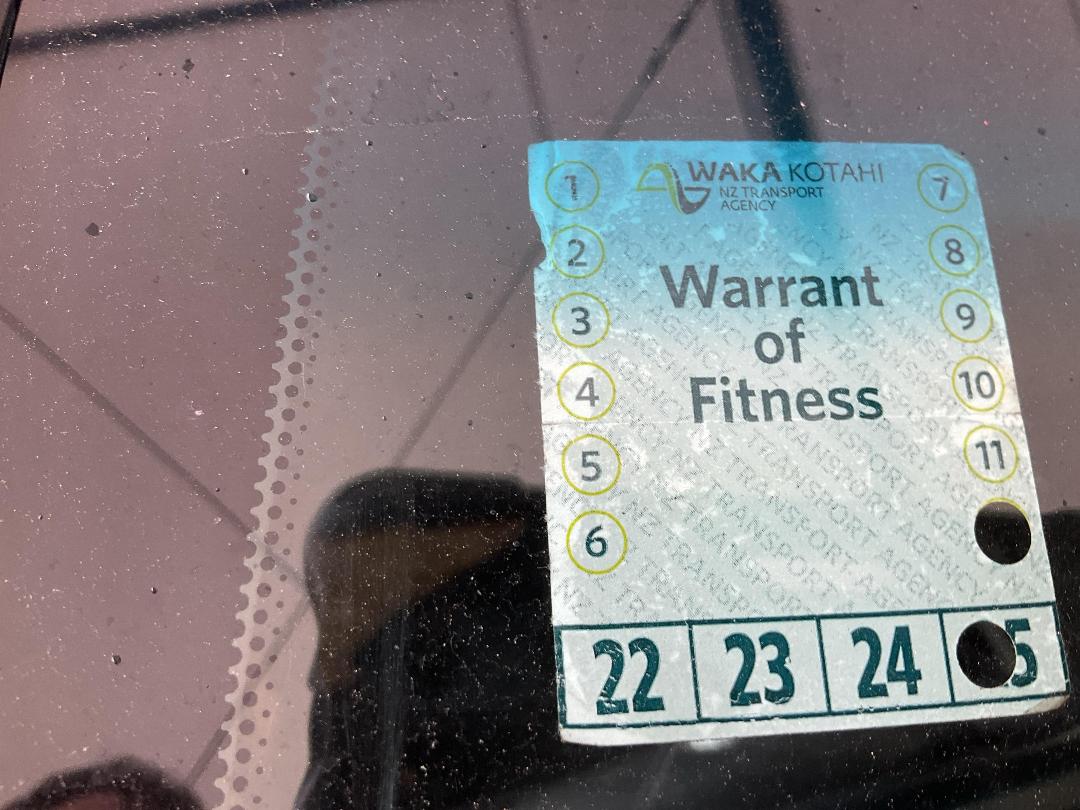 WAKA KOTAHI
NZ TRANSPORT
AGENCY
1
7
2
8
Warrant
of
Fitness
3
9
4
10
5
11
6
22 23 24 5